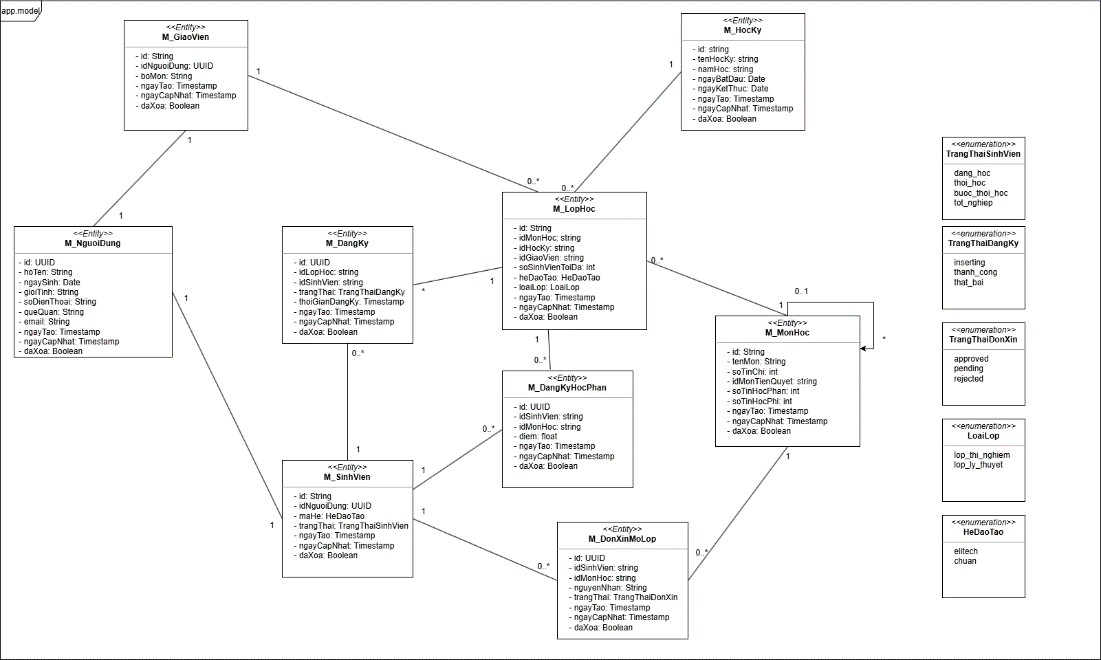 app.model
<<Entity>>
M_GiaoVien
- id: String
- idNguoiDung: UUID
- boMon: String
- ngayTao: Timestamp
- ngayCapNhat: Timestamp
- daXoa: Boolean
<<Entity>>
M_HocKy
- id: string
- tenHocKy: string
- namHoc: string
- ngayBatDau: Date
- ngayKetThuc: Date
- ngayTao: Timestamp
- ngayCapNhat: Timestamp
- daXoa: Boolean
1
1
1
0..*
0..*
1
<<Entity>>
M_NguoiDung
- id: UUID
- hoTen: String
- ngaySinh: Date
- gioiTinh: String
- soDienThoai: String
- queQuan: String
- email: String
- ngayTao: Timestamp
- ngayCapNhat: Timestamp
- daXoa: Boolean
<<Entity>>
M_DangKy
- id: UUID
- idLopHoc: string
- idSinhVien: string
- trangThai: TrangThaiDangKy
- thoiGianDangKy: Timestamp
- ngayTao: Timestamp
- ngayCapNhat: Timestamp
- daXoa: Boolean
<<Entity>>
M_LopHoc
- id: String
- idMonHoc: string
- idHocKy: string
- idGiaoVien: string
- soSinhVienToiDa: int
- heDaoTao: HeDaoTao
- loaiLop: LoaiLop
- ngayTao: Timestamp
- ngayCapNhat: Timestamp
- daXoa: Boolean
0..*
1
*
1
1
0..1
*
<<Entity>>
M_MonHoc
- id: String
- tenMon: String
- soTinChi: int
- idMonTienQuyet: string
- soTinHocPhan: int
- soTinHocPhi: int
- ngayTao: Timestamp
- ngayCapNhat: Timestamp
- daXoa: Boolean
1
0..*
0..*
<<Entity>>
M_DangKyHocPhan
- id: UUID
- idSinhVien: string
- idMonHoc: string
- diem: float
- ngayTao: Timestamp
- ngayCapNhat: Timestamp
- daXoa: Boolean
0..*
1
1
1
1
<<Entity>>
M_SinhVien
- id: String
- idNguoiDung: UUID
- maHe: HeDaoTao
- trangThai: TrangThaiSinhVien
- ngayTao: Timestamp
- ngayCapNhat: Timestamp
- daXoa: Boolean
1
0..*
0..*
<<Entity>>
M_DonXinMoLop
- id: UUID
- idSinhVien: string
- idMonHoc: string
- nguyenNhan: String
- trangThai: TrangThaiDonXin
- ngayTao: Timestamp
- ngayCapNhat: Timestamp
- daXoa: Boolean
<<enumeration>>
TrangThaiSinhVien
dang_hoc
thoi_hoc
buoc_thoi_hoc
tot_nghiep
<<enumeration>>
TrangThaiDangKy
inserting
thanh_cong
that_bai
<<enumeration>>
TrangThaiDonXin
approved
pending
rejected
<<enumeration>>
LoaiLop
lop_thi_nghiem
lop_ly_thuyet
<<enumeration>>
HeDaoTao
elitech
chuan